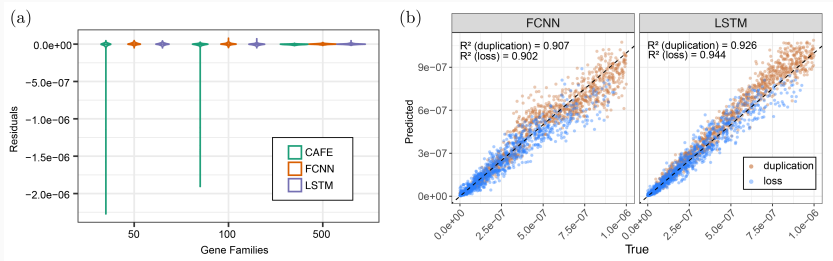 (a)
0.0e+00
-5.0e-07
-1.0e-06
-1.5e-06
-2.0e-06
Residuals
50
100
500
Gene Families
CAFE
FCNN
LSTM
(b)
FCNN
LSTM
R² (duplication) = 0.907
R² (loss) = 0.902
R² (duplication) = 0.926
R² (loss) = 0.944
9e-07
6e-07
3e-07
0e+00
Predicted
duplication
loss
0.0e+00
2.5e-07
5.0e-07
7.5e-07
1.0e-06
0.0e+00
2.5e-07
5.0e-07
7.5e-07
1.0e-06
True